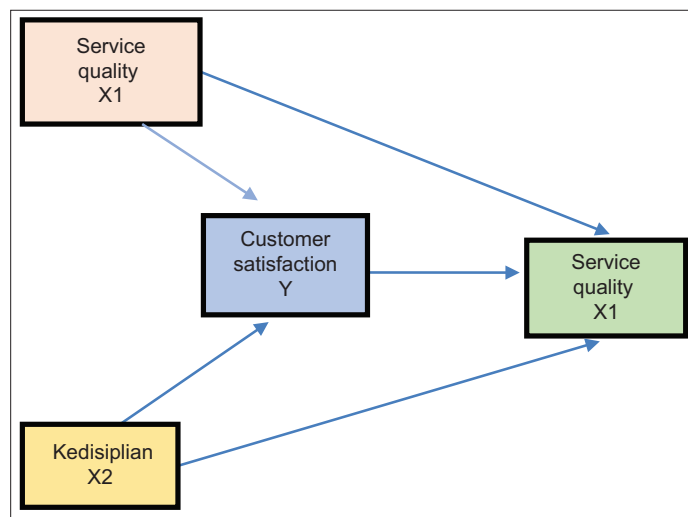 Service
quality
X1
Customer
satisfaction
Y
Service
quality
X1
Kedisiplian
X2